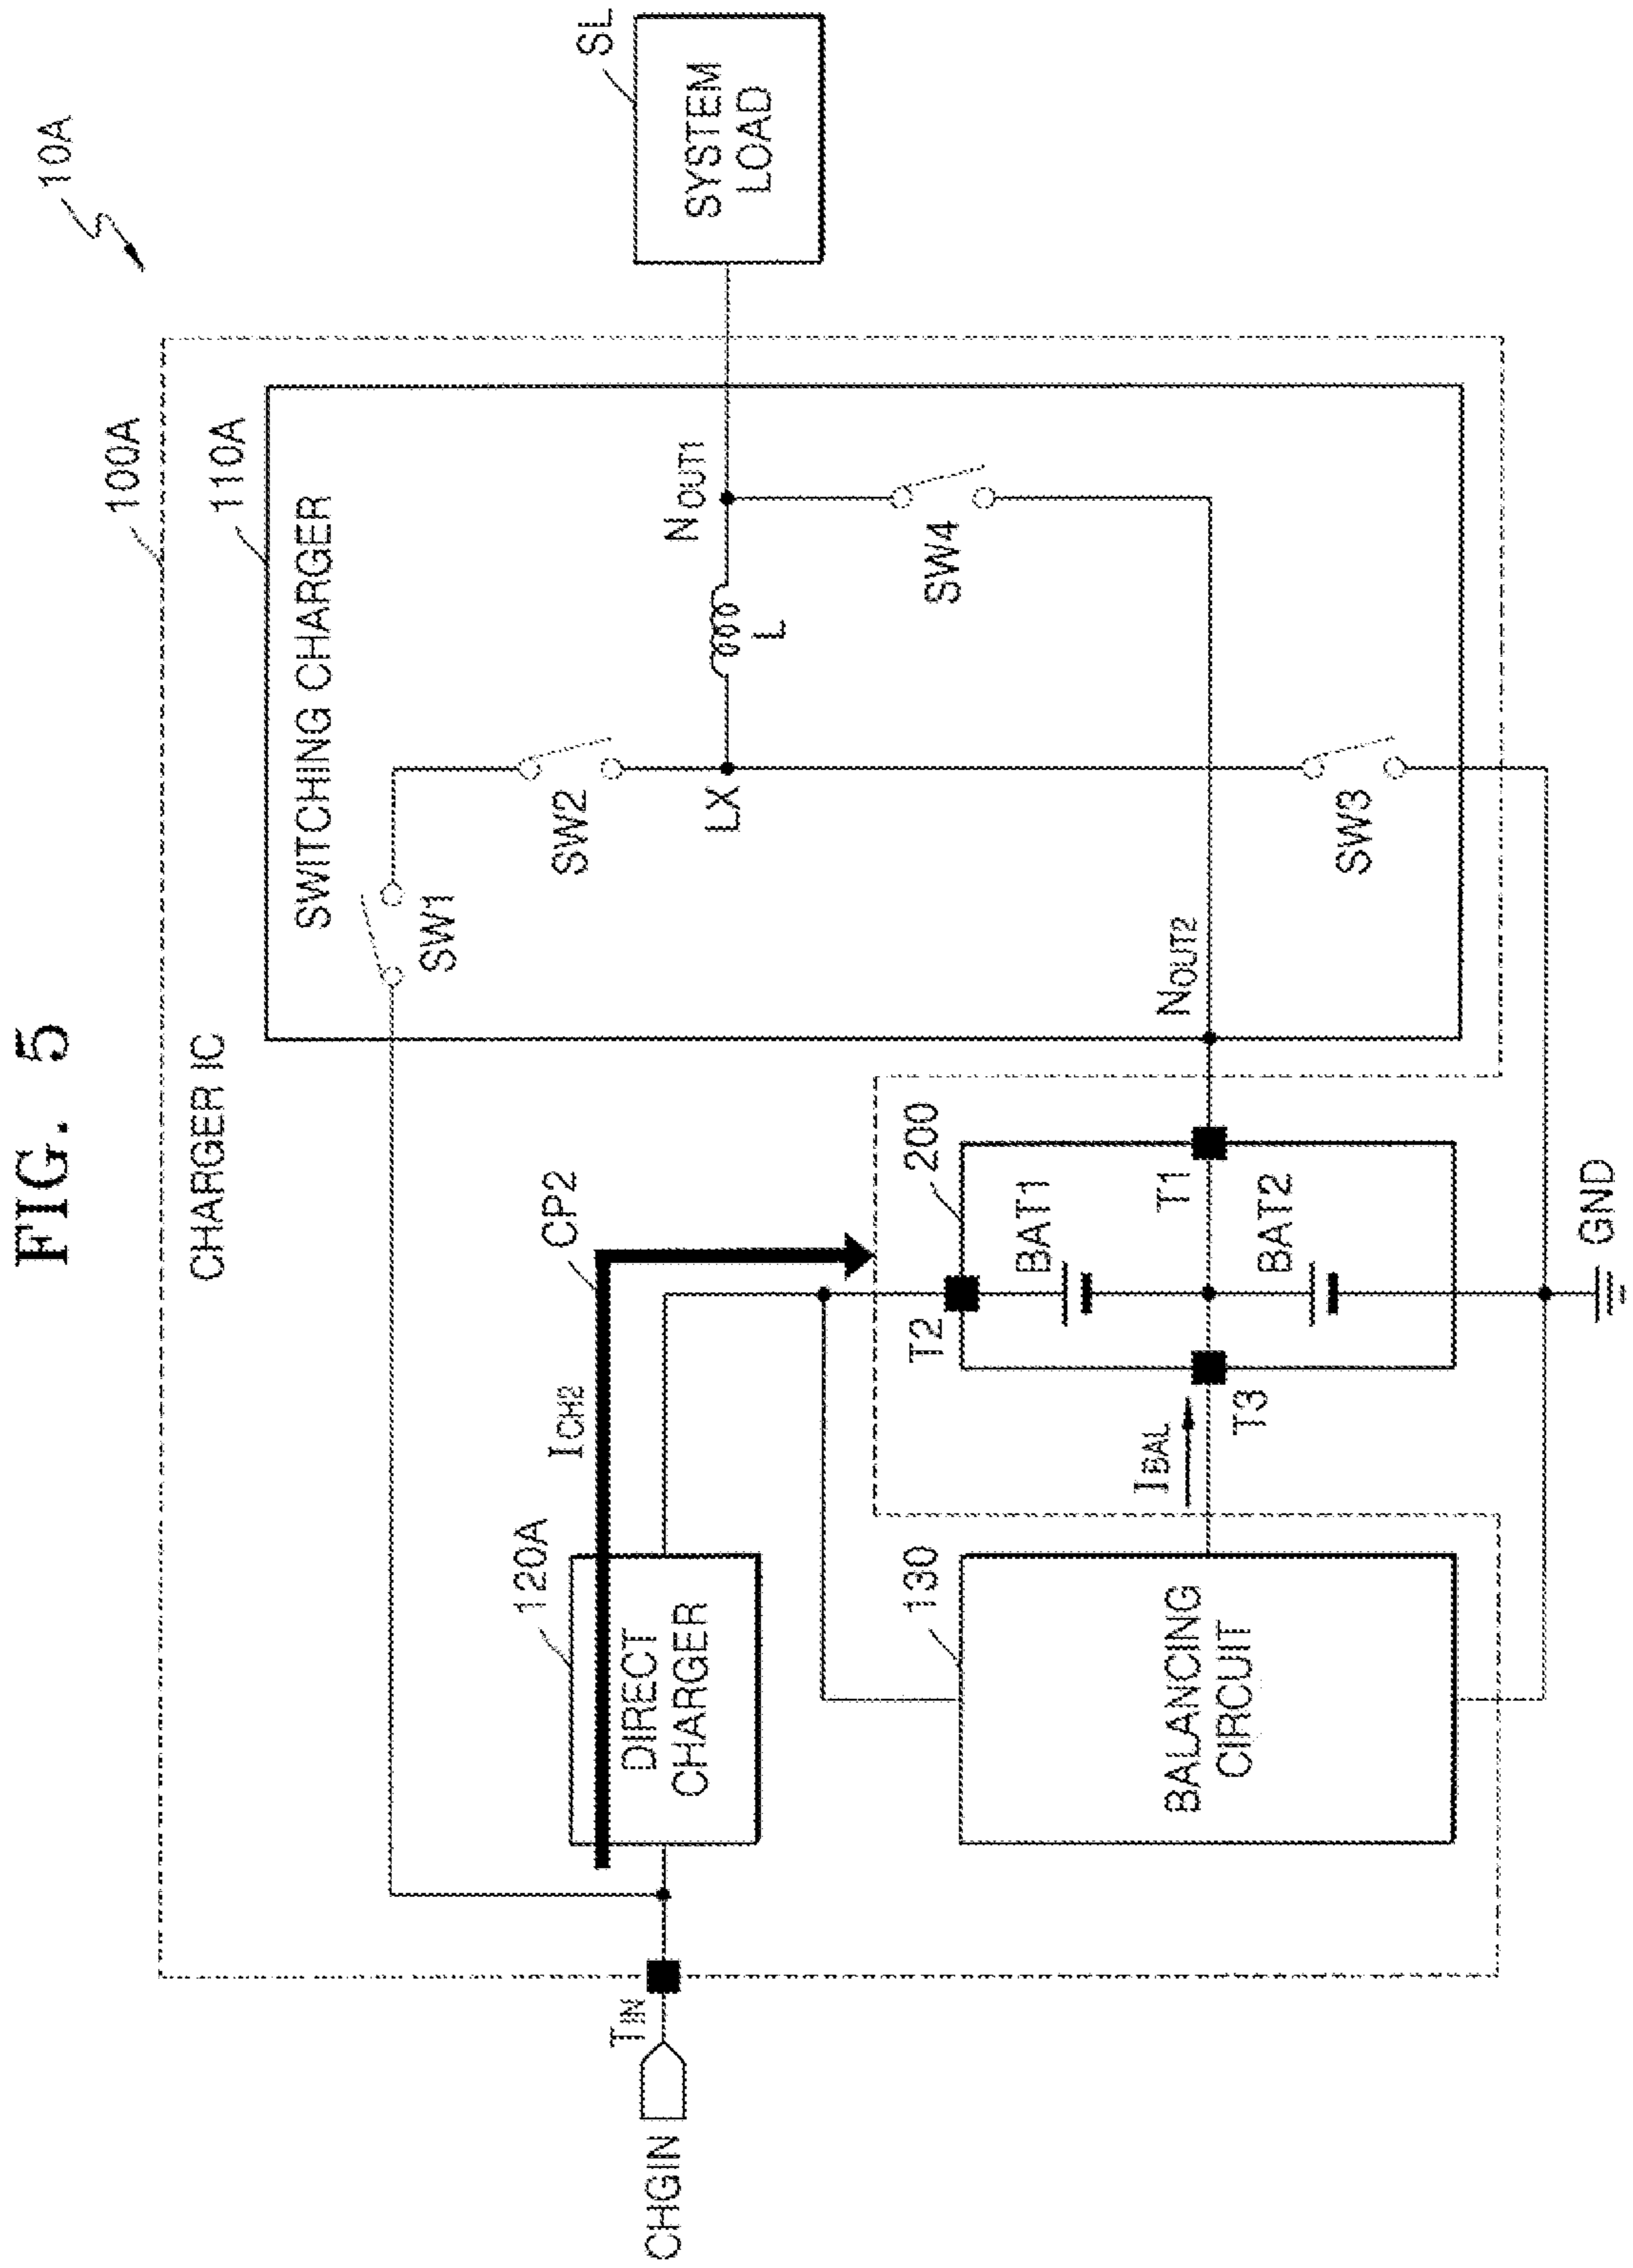 FIG. 5
10A
100A
CHARGER IC
110A
SWITCHING CHARGER
SW1
SW2
LX
L
NOUT1
SW4
SW3
NOUT2
SL
SYSTEM
LOAD
CP2
ICH2
120A
DIRECT
CHARGER
TIN
CHGIN
200
T2
BAT1
T1
BAT2
T3
IBAL
130
BALANCING
CIRCUIT
GND